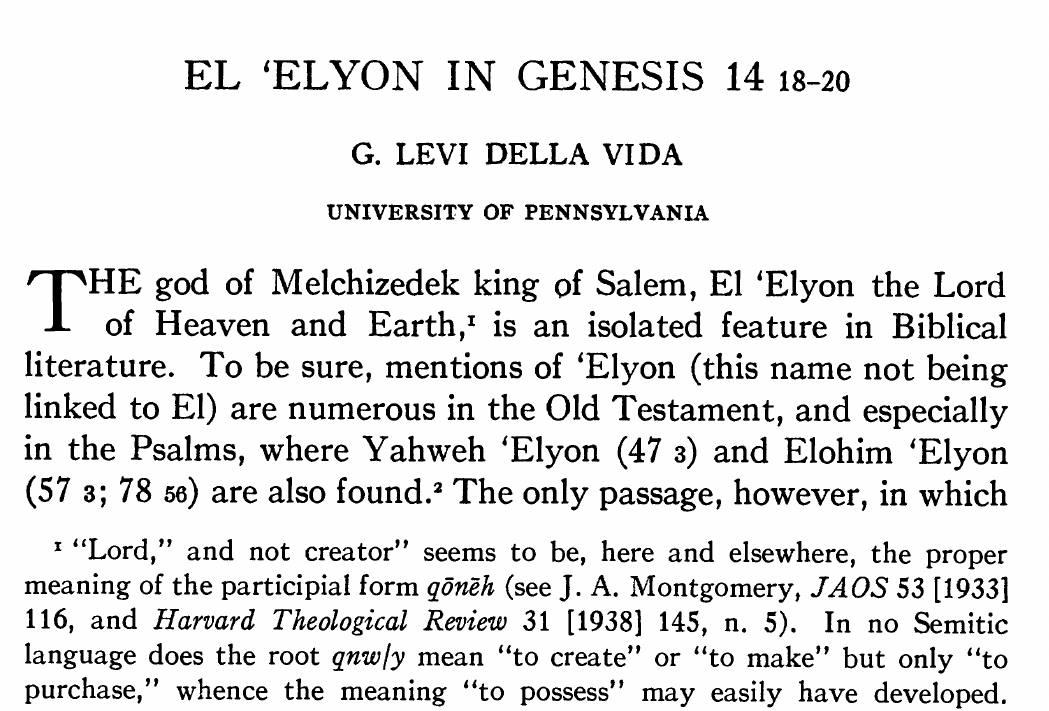 EL ‘ELYON IN GENESIS 14 18–20
G. LEVI DELLA VIDA
UNIVERSITY OF PENNSYLVANIA
THE god of Melchizedek king of Salem, El ‘Elyon the Lord
of Heaven and Earth,¹ is an isolated feature in Biblical
literature. To be sure, mentions of ‘Elyon (this name not being
linked to El) are numerous in the Old Testament, and especially
in the Psalms, where Yahweh ‘Elyon (47 3) and Elohim ‘Elyon
(57 3; 78 56) are also found.² The only passage, however, in which
¹ “Lord,” and not creator” seems to be, here and elsewhere, the proper
meaning of the participial form qōnēh (see J. A. Montgomery, JAOS 53 [1933]
116, and Harvard Theological Review 31 [1938] 145, n. 5). In no Semitic
language does the root qnw/y mean “to create” or “to make” but only “to
purchase,” whence the meaning “to possess” may easily have developed.